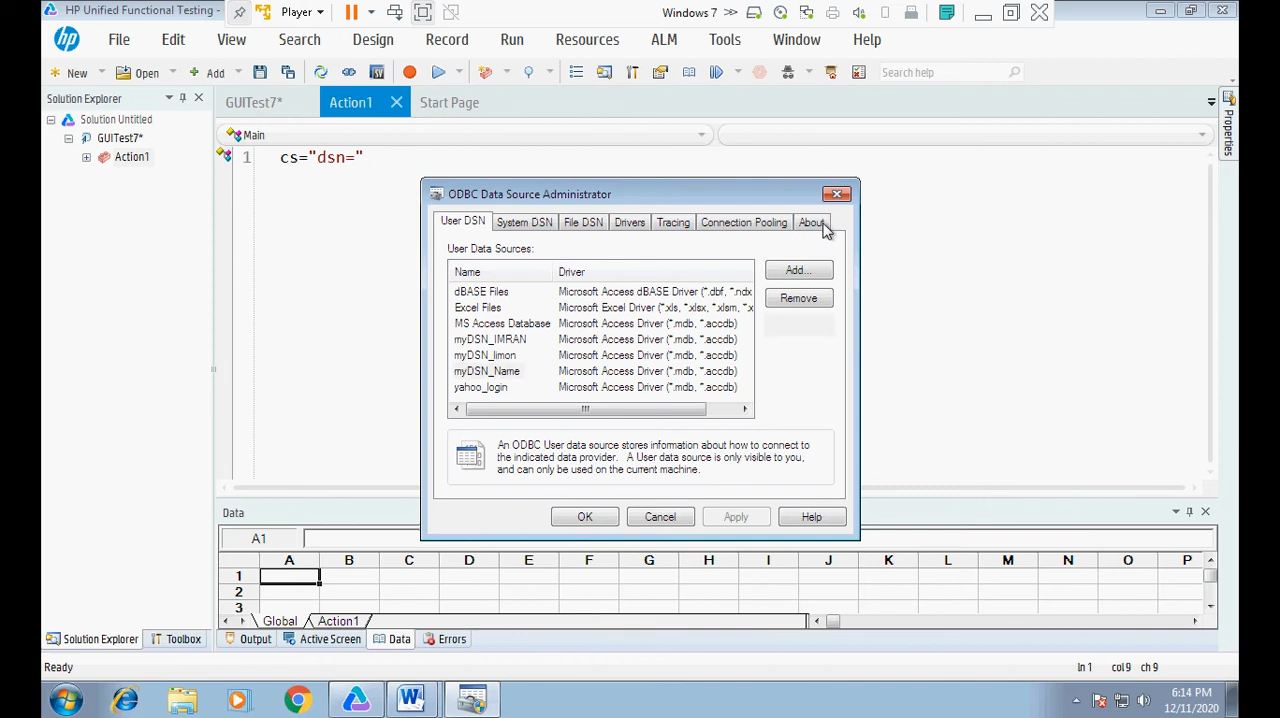 HP Unified Functional Testing -
Player
Windows 7
hp
File Edit View Search Design Record Run Resources ALM Tools Window Help
New Open Add Search help
Solution Explorer
GUITest7* Action1 Start Page
Properties
Solution Untitled
GUITest7*
Action1
Main
1 cs="dsn="
ODBC Data Source Administrator
User DSN System DSN File DSN Drivers Tracing Connection Pooling About
User Data Sources:
Name Driver
dBASE Files Microsoft Access dBASE Driver (*.dbf, *.ndx
Excel Files Microsoft Excel Driver (*.xls, *.xlsx, *.xlsm, *.x
MS Access Database Microsoft Access Driver (*.mdb, *.accdb)
myDSN_IMRAN Microsoft Access Driver (*.mdb, *.accdb)
myDSN_limon Microsoft Access Driver (*.mdb, *.accdb)
myDSN_Name Microsoft Access Driver (*.mdb, *.accdb)
yahoo_login Microsoft Access Driver (*.mdb, *.accdb)
Add...
Remove
An ODBC User data source stores information about how to connect to
the indicated data provider. A User data source is only visible to you,
and can only be used on the current machine.
OK Cancel Apply Help
Data
A1
A B C D E F G H I J K L M N O P
1
2
3
Global Action1
Solution Explorer Toolbox Output Active Screen Data Errors
Ready ln 1 col 9 ch 9
6:14 PM
12/11/2020